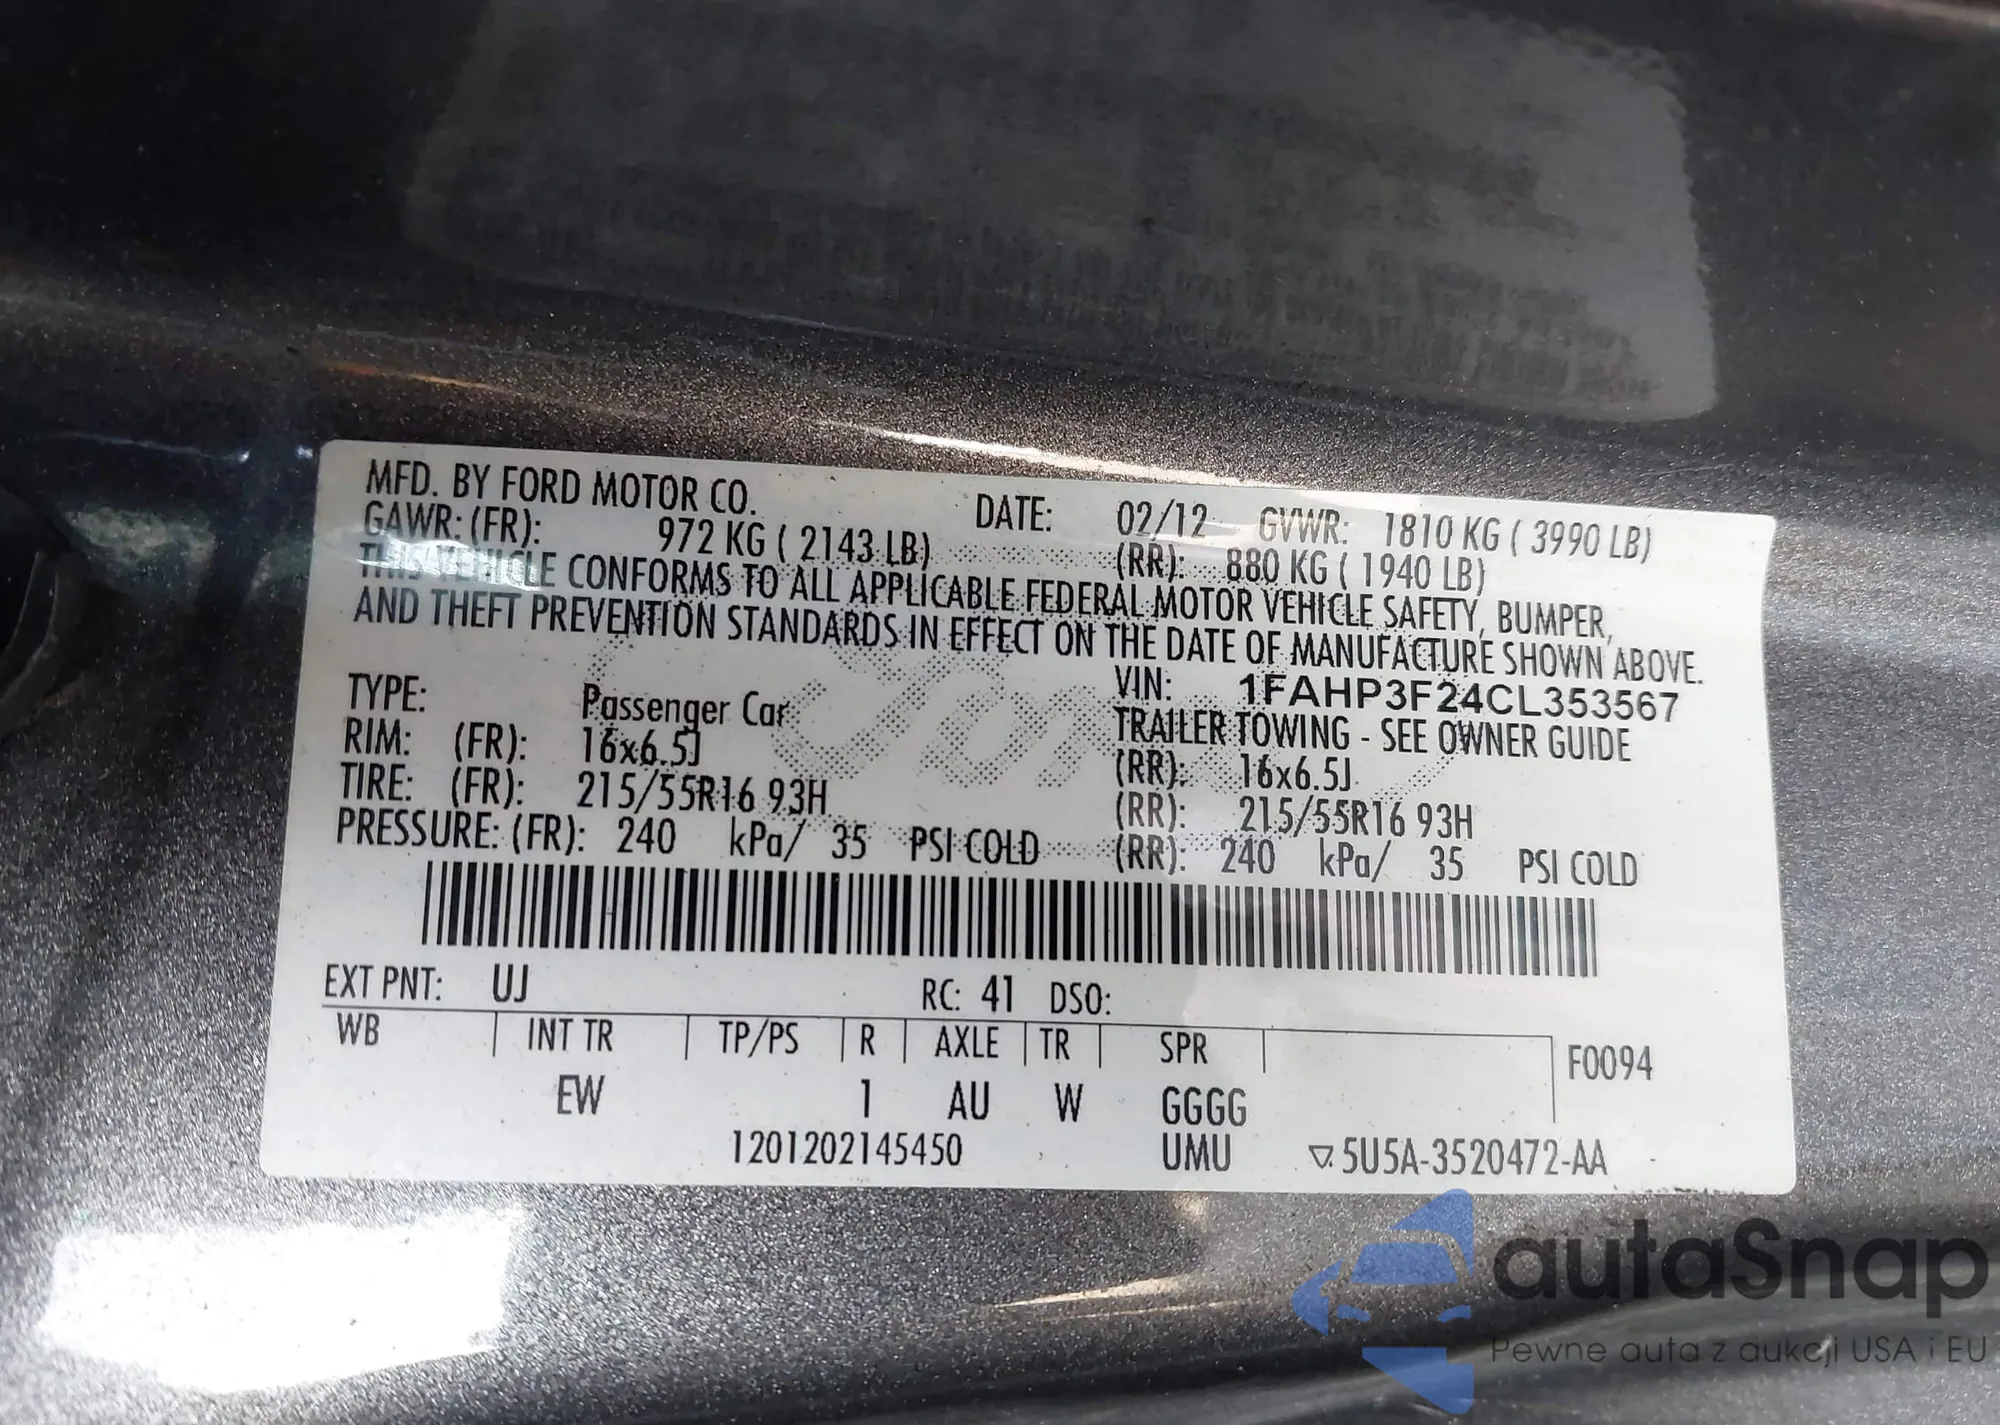 MFD. BY FORD MOTOR CO. DATE: 02/12 GVWR: 1810 KG ( 3990 LB)
GAWR: (FR): 972 KG ( 2143 LB) (RR): 880 KG ( 1940 LB)
THIS VEHICLE CONFORMS TO ALL APPLICABLE FEDERAL MOTOR VEHICLE SAFETY, BUMPER,
AND THEFT PREVENTION STANDARDS IN EFFECT ON THE DATE OF MANUFACTURE SHOWN ABOVE.
VIN: 1FAHP3F24CL353567
TYPE: Passenger Car TRAILER TOWING - SEE OWNER GUIDE
RIM: (FR): 16x6.5J (RR): 16x6.5J
TIRE: (FR): 215/55R16 93H (RR): 215/55R16 93H
PRESSURE: (FR): 240 kPa/ 35 PSI COLD (RR): 240 kPa/ 35 PSI COLD
Ford
EXT PNT: UJ RC: 41 DSO:
WB INT TR TP/PS R AXLE TR SPR F0094
EW 1 AU W GGGG
1201202145450 UMU 5U5A-3520472-AA
autaSnap
Pewne auta z aukcji USA i EU